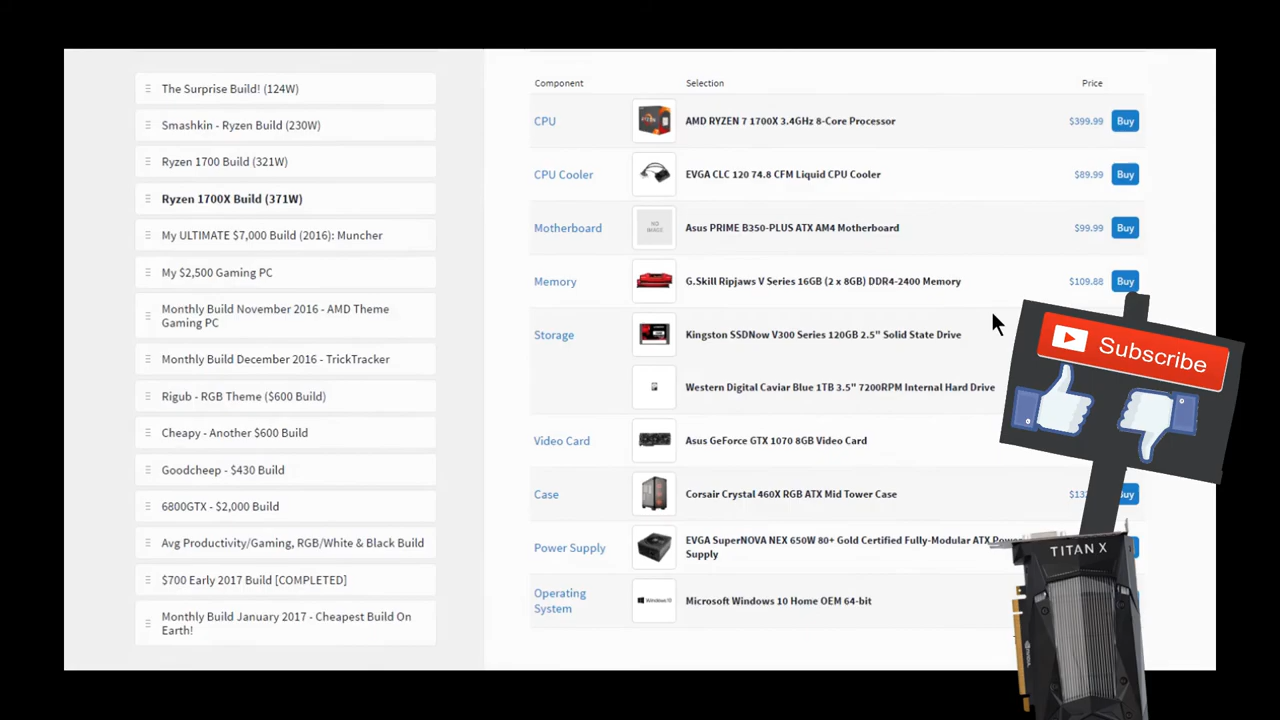 The Surprise Build! (124W)
Smashkin - Ryzen Build (230W)
Ryzen 1700 Build (321W)
Ryzen 1700X Build (371W)
My ULTIMATE $7,000 Build (2016): Muncher
My $2,500 Gaming PC
Monthly Build November 2016 - AMD Theme
Gaming PC
Monthly Build December 2016 - TrickTracker
Rigub - RGB Theme ($600 Build)
Cheapy - Another $600 Build
Goodcheep - $430 Build
6800GTX - $2,000 Build
Avg Productivity/Gaming, RGB/White & Black Build
$700 Early 2017 Build [COMPLETED]
Monthly Build January 2017 - Cheapest Build On
Earth!
Component Selection Price
CPU AMD RYZEN 7 1700X 3.4GHz 8-Core Processor $399.99 Buy
CPU Cooler EVGA CLC 120 74.8 CFM Liquid CPU Cooler $89.99 Buy
Motherboard NO IMAGE Asus PRIME B350-PLUS ATX AM4 Motherboard $99.99 Buy
Memory G.Skill Ripjaws V Series 16GB (2 x 8GB) DDR4-2400 Memory $109.88 Buy
Storage Kingston SSDNow V300 Series 120GB 2.5" Solid State Drive
Western Digital Caviar Blue 1TB 3.5" 7200RPM Internal Hard Drive
Video Card Asus GeForce GTX 1070 8GB Video Card
Case Corsair Crystal 460X RGB ATX Mid Tower Case Buy
Power Supply EVGA SuperNOVA NEX 650W 80+ Gold Certified Fully-Modular ATX Power
Supply
Operating
System Windows 10 Microsoft Windows 10 Home OEM 64-bit
Subscribe
TITAN X